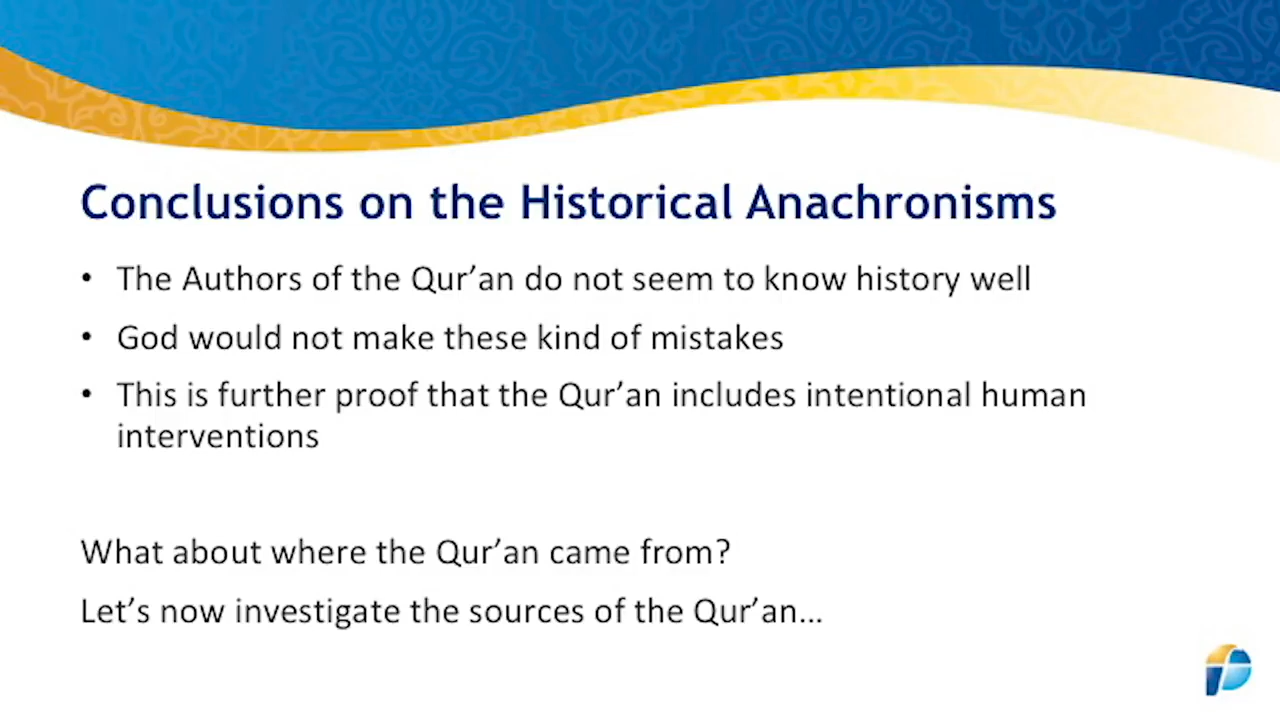 Conclusions on the Historical Anachronisms
• The Authors of the Qur’an do not seem to know history well
• God would not make these kind of mistakes
• This is further proof that the Qur’an includes intentional human
interventions
What about where the Qur’an came from?
Let’s now investigate the sources of the Qur’an…